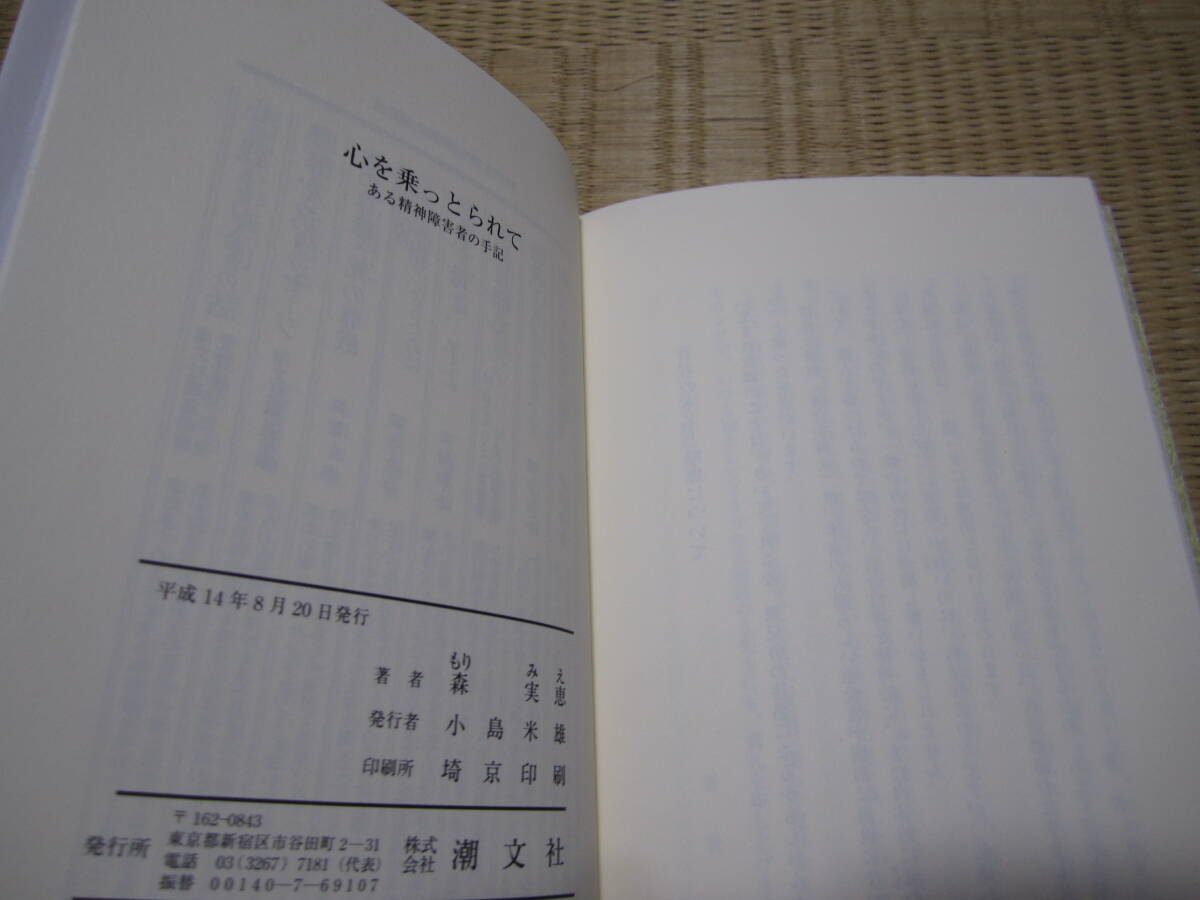 心を乗っとられて
ある精神障害者の手記
平成14年8月20日発行
もり みえ
著者 森 実恵
発行者 小島米雄
印刷所 埼京印刷
〒162-0843
発行所 東京都新宿区市谷田町2-31 株式会社 潮文社
電話 03(3267)7181(代表)
振替 00140-7-69107